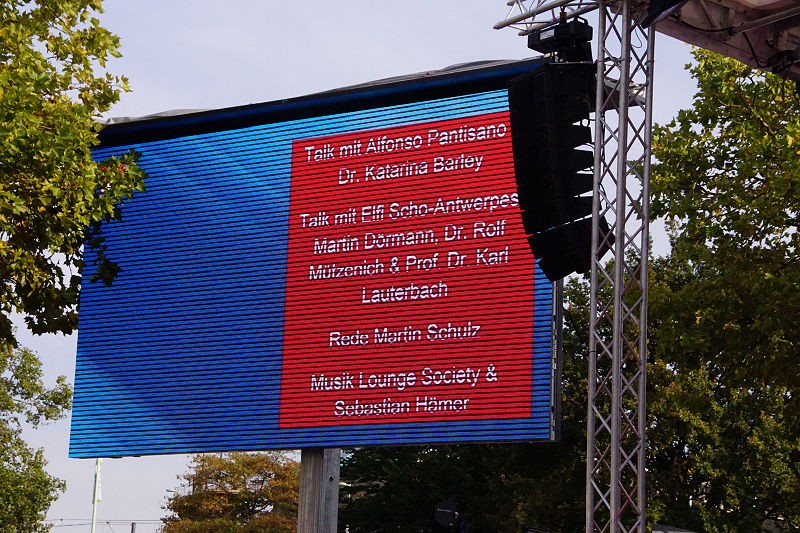 Talk mit Alfonso Pantisano
Dr. Katarina Barley
Talk mit Elfi Scho-Antwerpes
Martin Dörmann, Dr. Rolf
Mützenich & Prof. Dr. Karl
Lauterbach
Rede Martin Schulz
Musik Lounge Society &
Sebastian Hämer